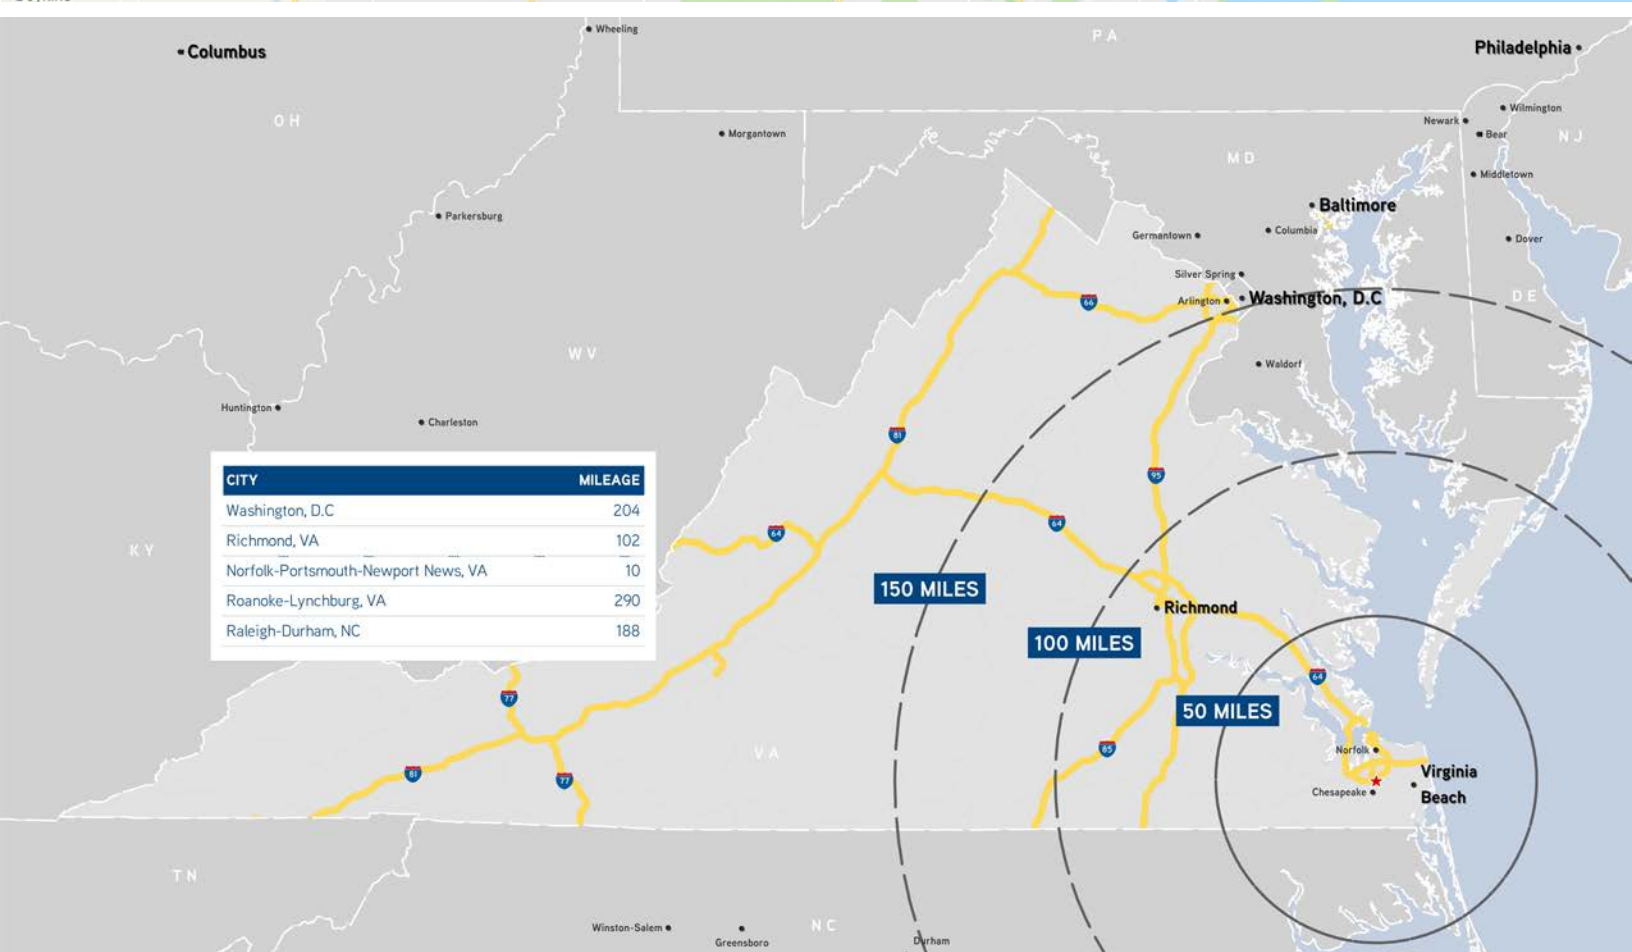 Wheeling
Columbus
PA
Philadelphia
OH
Wilmington
Newark
Bear
NJ
Morgantown
MD
Middletown
Baltimore
Parkersburg
Columbia
Germantown
Dover
Silver Spring
Washington, D.C
Arlington
66
DE
WV
Waldorf
Huntington
Charleston
81
95
CITY MILEAGE
Washington, D.C 204
Richmond, VA 102
Norfolk-Portsmouth-Newport News, VA 10
Roanoke-Lynchburg, VA 290
Raleigh-Durham, NC 188
64
64
KY
150 MILES
Richmond
100 MILES
64
77
50 MILES
85
Norfolk
VA
81
77
Virginia
Beach
Chesapeake
TN
NC
Winston-Salem
Greensboro
Durham